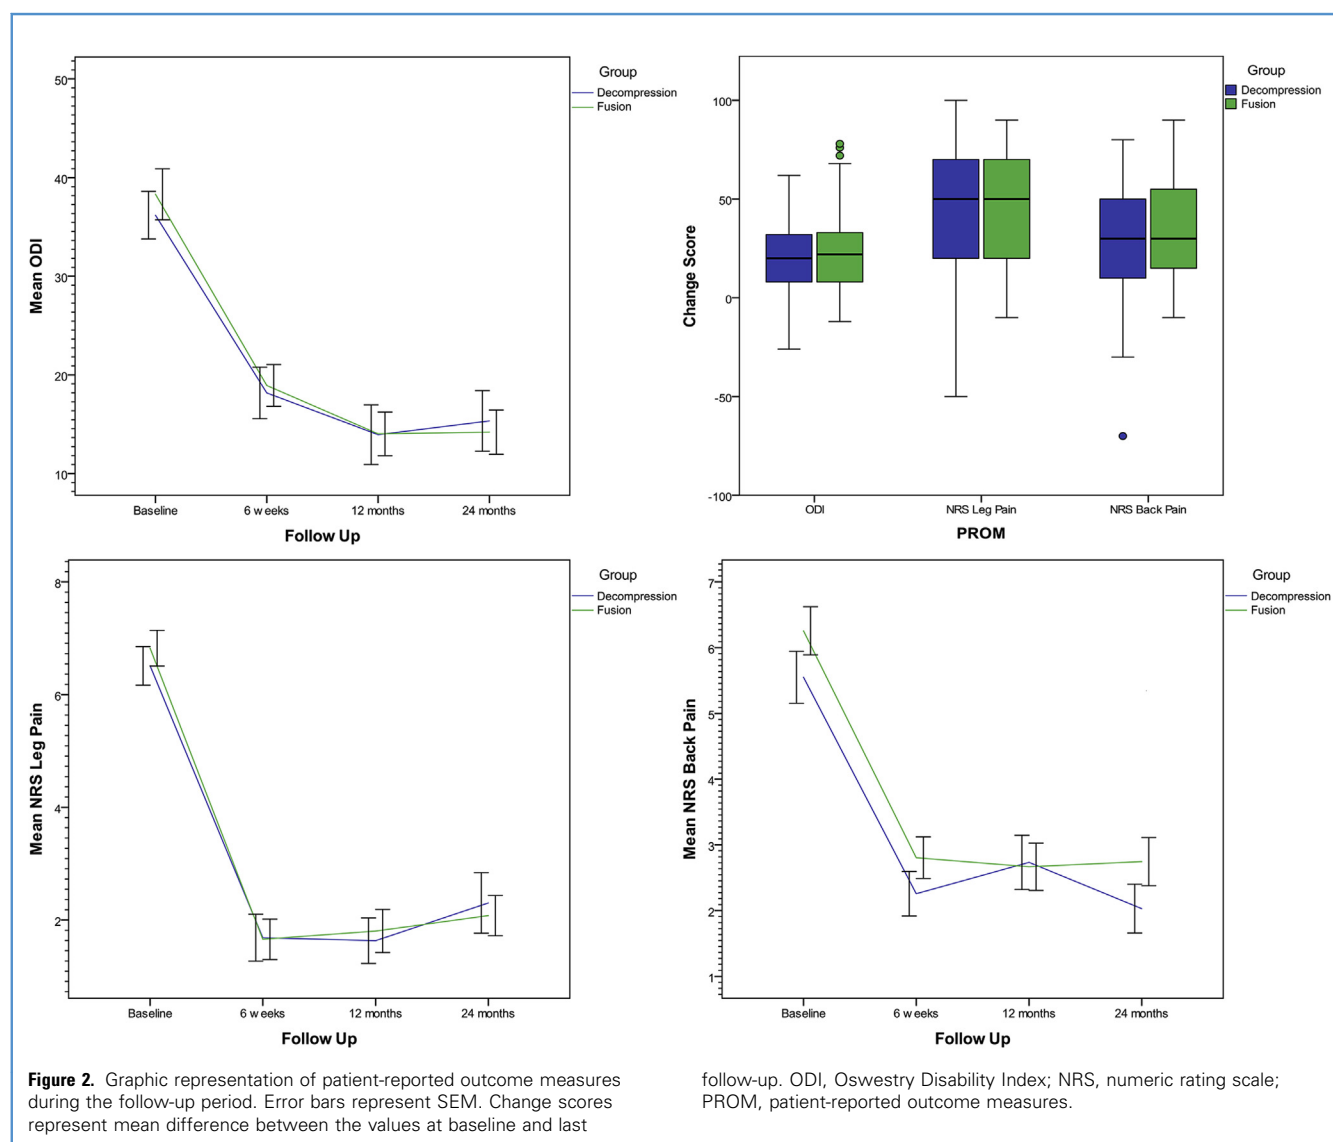 Group
Decompression
Fusion
50
40
30
20
10
Mean ODI
Baseline
6 weeks
12 months
24 months
Follow Up
Group
Decompression
Fusion
100
50
0
-50
-100
Change Score
ODI
NRS Leg Pain
NRS Back Pain
PROM
Group
Decompression
Fusion
8
6
4
2
Mean NRS Leg Pain
Baseline
6 weeks
12 months
24 months
Follow Up
Group
Decompression
Fusion
7
6
5
4
3
2
1
Mean NRS Back Pain
Baseline
6 weeks
12 months
24 months
Follow Up
Figure 2. Graphic representation of patient-reported outcome measures
during the follow-up period. Error bars represent SEM. Change scores
represent mean difference between the values at baseline and last
follow-up. ODI, Oswestry Disability Index; NRS, numeric rating scale;
PROM, patient-reported outcome measures.